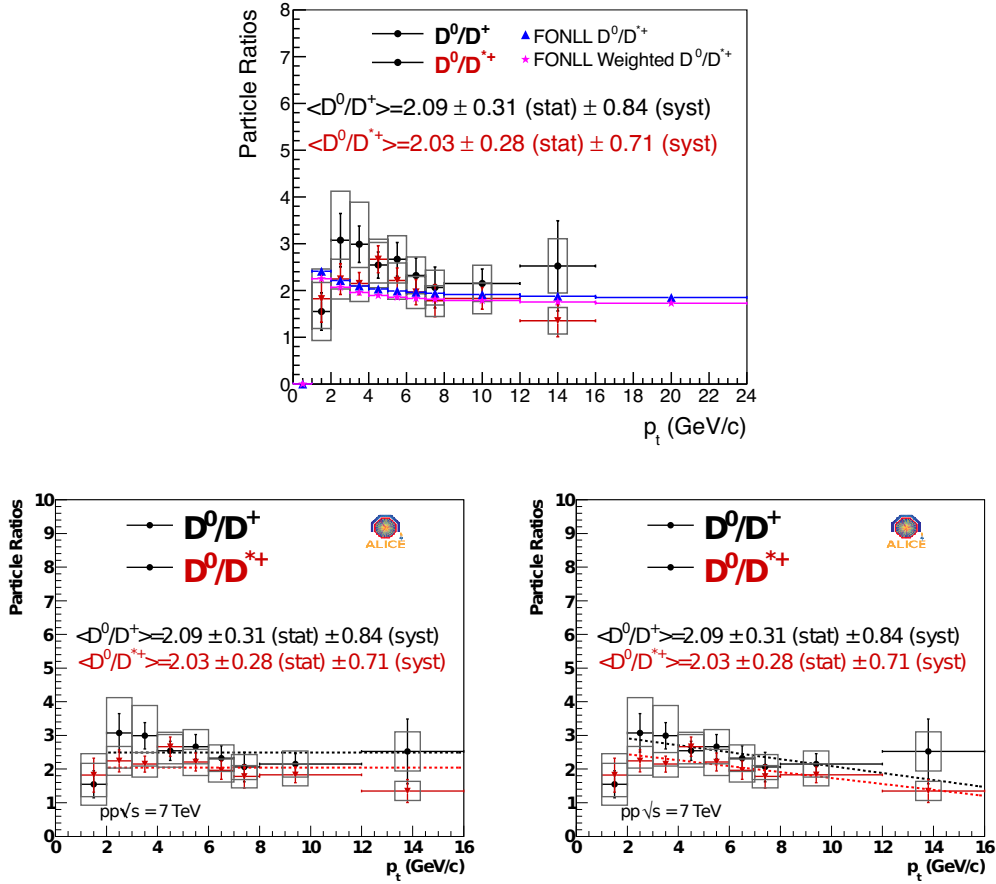 Particle Ratios
8
7
6
5
4
3
2
1
0
D⁰/D⁺
D⁰/D*⁺
FONLL D⁰/D*⁺
FONLL Weighted D⁰/D*⁺
<D⁰/D⁺>=2.09 ± 0.31 (stat) ± 0.84 (syst)
<D⁰/D*⁺>=2.03 ± 0.28 (stat) ± 0.71 (syst)
0 2 4 6 8 10 12 14 16 18 20 22 24
pₜ (GeV/c)
Particle Ratios
10
9
8
7
6
5
4
3
2
1
0
D⁰/D⁺
D⁰/D*⁺
ALICE
<D⁰/D⁺>=2.09 ± 0.31 (stat) ± 0.84 (syst)
<D⁰/D*⁺>=2.03 ± 0.28 (stat) ± 0.71 (syst)
pp√s = 7 TeV
0 2 4 6 8 10 12 14 16
pₜ (GeV/c)
Particle Ratios
10
9
8
7
6
5
4
3
2
1
0
D⁰/D⁺
D⁰/D*⁺
ALICE
<D⁰/D⁺>=2.09 ± 0.31 (stat) ± 0.84 (syst)
<D⁰/D*⁺>=2.03 ± 0.28 (stat) ± 0.71 (syst)
pp √s = 7 TeV
0 2 4 6 8 10 12 14 16
pₜ (GeV/c)